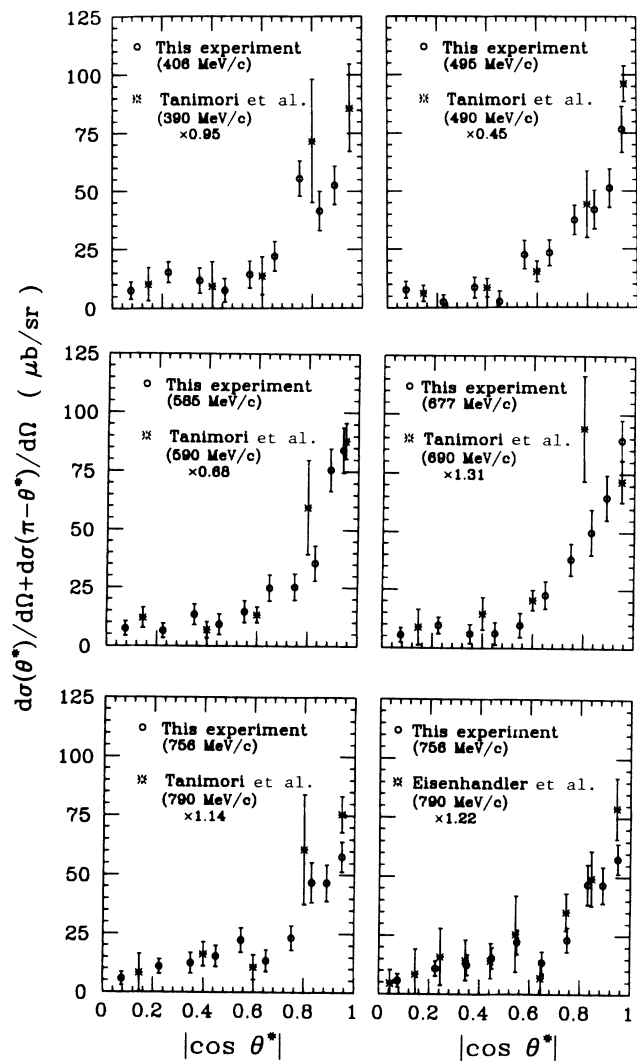 dσ(θ*)/dΩ+dσ(π−θ*)/dΩ ( μb/sr)
125
100
75
50
25
0
This experiment
(406 MeV/c)
Tanimori et al.
(390 MeV/c)
×0.95
This experiment
(495 MeV/c)
Tanimori et al.
(490 MeV/c)
×0.45
125
100
75
50
25
0
This experiment
(585 MeV/c)
Tanimori et al.
(590 MeV/c)
×0.68
This experiment
(677 MeV/c)
Tanimori et al.
(690 MeV/c)
×1.31
125
100
75
50
25
0
This experiment
(756 MeV/c)
Tanimori et al.
(790 MeV/c)
×1.14
This experiment
(756 MeV/c)
Eisenhandler et al.
(790 MeV/c)
×1.22
0 0.2 0.4 0.6 0.8 1
0 0.2 0.4 0.6 0.8 1
|cos θ*|
|cos θ*|